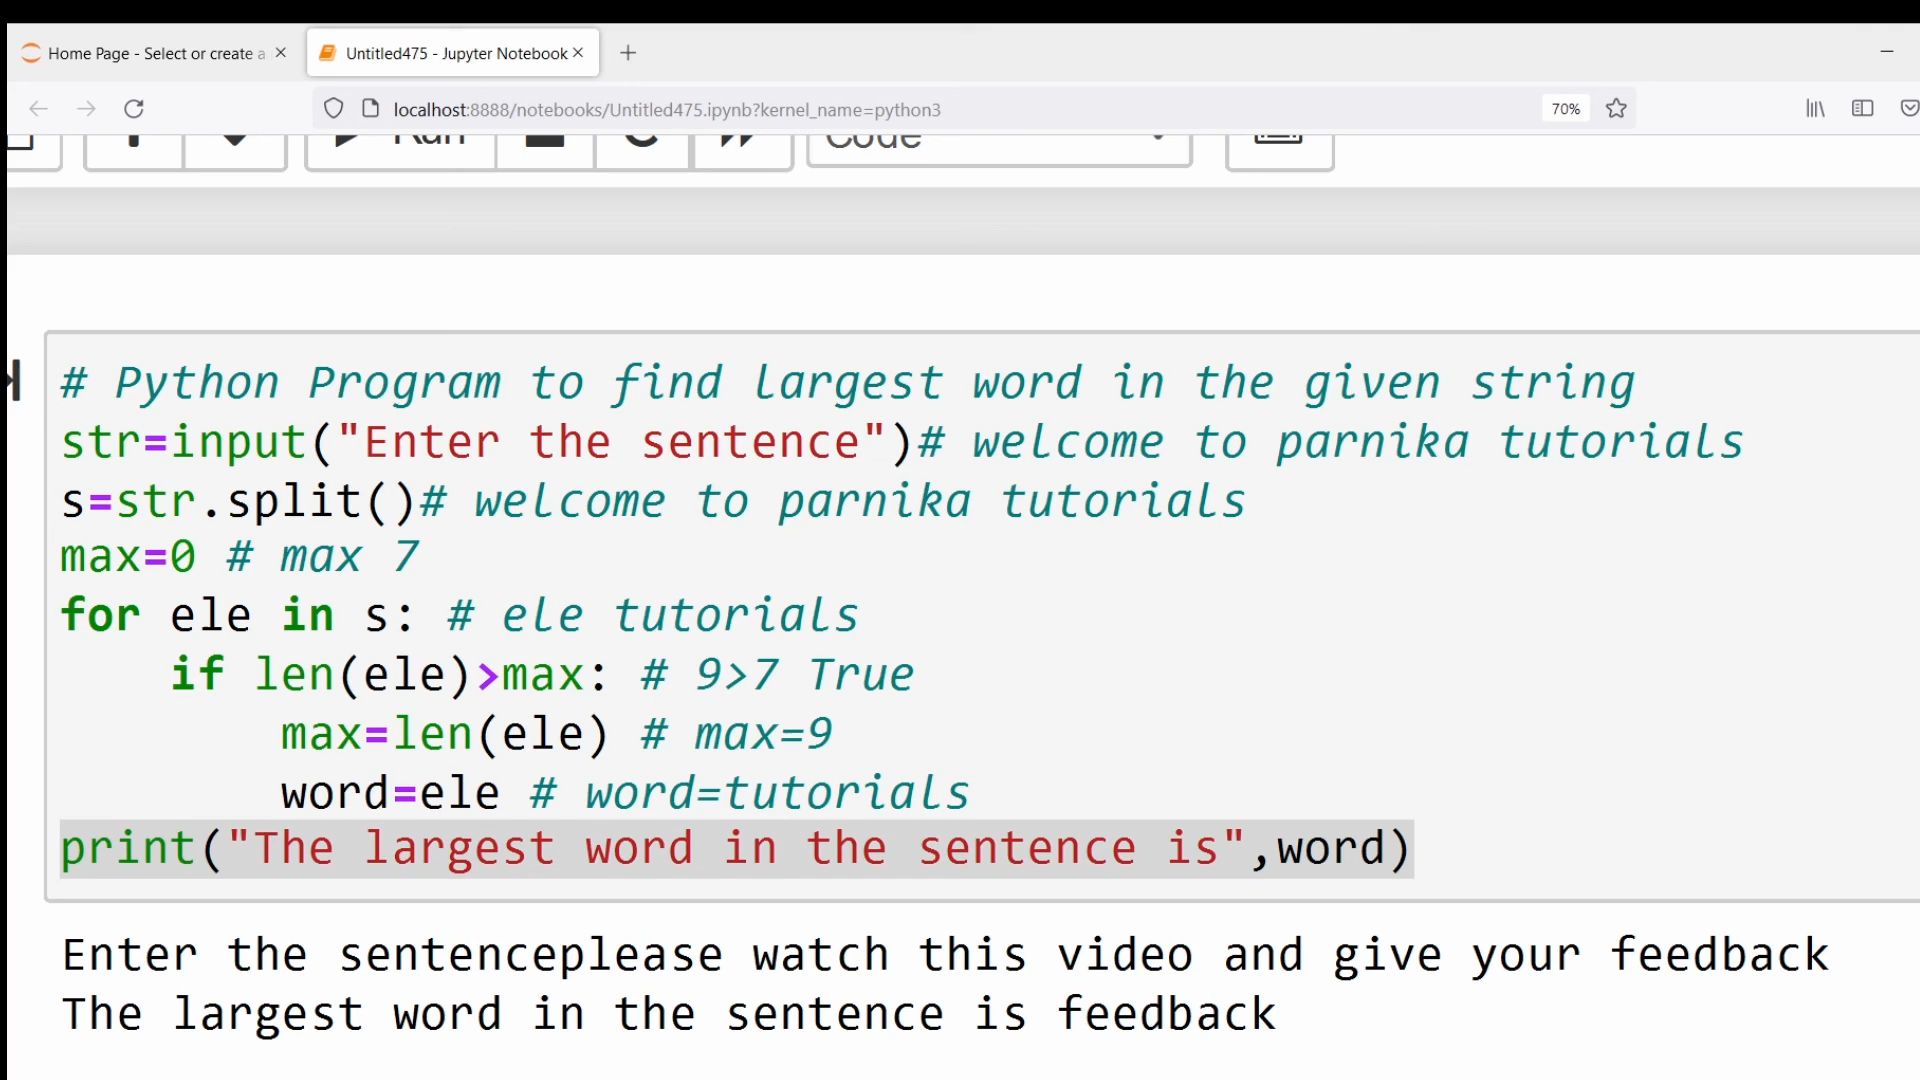 Home Page - Select or create a
Untitled475 - Jupyter Notebook
localhost:8888/notebooks/Untitled475.ipynb?kernel_name=python3
70%
Run
Code
# Python Program to find largest word in the given string
str=input("Enter the sentence")# welcome to parnika tutorials
s=str.split()# welcome to parnika tutorials
max=0 # max 7
for ele in s: # ele tutorials
    if len(ele)>max: # 9>7 True
        max=len(ele) # max=9
        word=ele # word=tutorials
print("The largest word in the sentence is",word)
Enter the sentenceplease watch this video and give your feedback
The largest word in the sentence is feedback